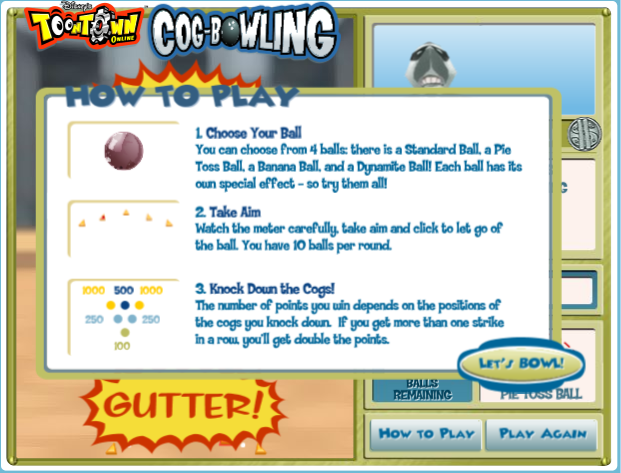 Disney's
TOONTOWN
ONLINE
COG-BOWLING
HOW TO PLAY
1. Choose Your Ball
You can choose from 4 balls: there is a Standard Ball, a Pie
Toss Ball, a Banana Ball, and a Dynamite Ball! Each ball has its
own special effect - so try them all!
2. Take Aim
Watch the meter carefully, take aim and click to let go of
the ball. You have 10 balls per round.
1000 500 1000
250 250
100
3. Knock Down the Cogs!
The number of points you win depends on the positions of
the cogs you knock down. If you get more than one strike
in a row, you'll get double the points.
LET'S BOWL!
GUTTER!
BALLS
REMAINING
PIE TOSS BALL
HOW TO PLAY
PLAY AGAIN